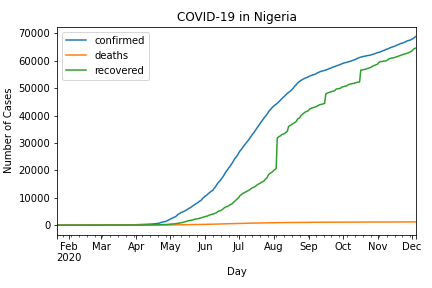 COVID-19 in Nigeria
confirmed
deaths
recovered
Number of Cases
70000
60000
50000
40000
30000
20000
10000
0
Feb Mar Apr May Jun Jul Aug Sep Oct Nov Dec
2020
Day